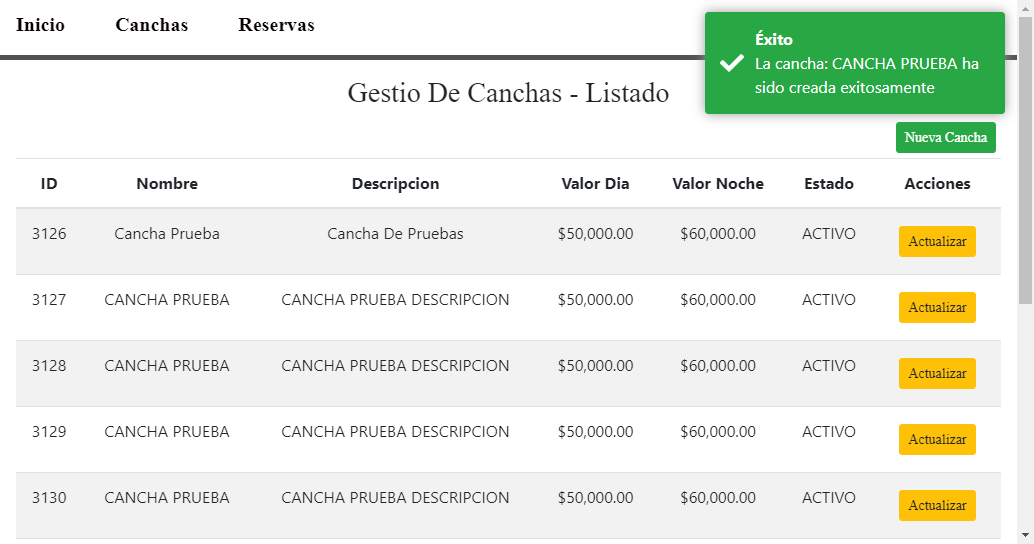 Inicio Canchas Reservas
Éxito
La cancha: CANCHA PRUEBA ha
sido creada exitosamente
Gestio De Canchas - Listado
Nueva Cancha
ID Nombre Descripcion Valor Dia Valor Noche Estado Acciones
3126 Cancha Prueba Cancha De Pruebas $50,000.00 $60,000.00 ACTIVO Actualizar
3127 CANCHA PRUEBA CANCHA PRUEBA DESCRIPCION $50,000.00 $60,000.00 ACTIVO Actualizar
3128 CANCHA PRUEBA CANCHA PRUEBA DESCRIPCION $50,000.00 $60,000.00 ACTIVO Actualizar
3129 CANCHA PRUEBA CANCHA PRUEBA DESCRIPCION $50,000.00 $60,000.00 ACTIVO Actualizar
3130 CANCHA PRUEBA CANCHA PRUEBA DESCRIPCION $50,000.00 $60,000.00 ACTIVO Actualizar